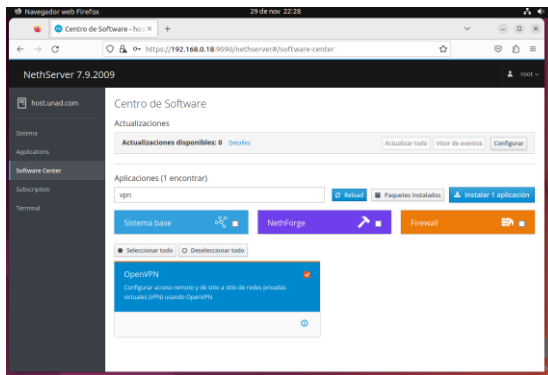 Navegador web Firefox
29 de nov 22:28
Centro de Software - hos
https://192.168.0.18:9090/nethserver#/software-center
NethServer 7.9.2009
root
host.unad.com
Sistema
Applications
Software Center
Subscription
Terminal
Centro de Software
Actualizaciones
Actualizaciones disponibles: 0 Detalles
Actualizar todo
Visor de eventos
Configurar
Aplicaciones (1 encontrar)
vpn
Reload
Paquetes instalados
Instalar 1 aplicación
Sistema base
NethForge
Firewall
Seleccionar todo
Deseleccionar todo
OpenVPN
Configurar acceso remoto y de sitio a sitio de redes privadas
virtuales (VPN) usando OpenVPN